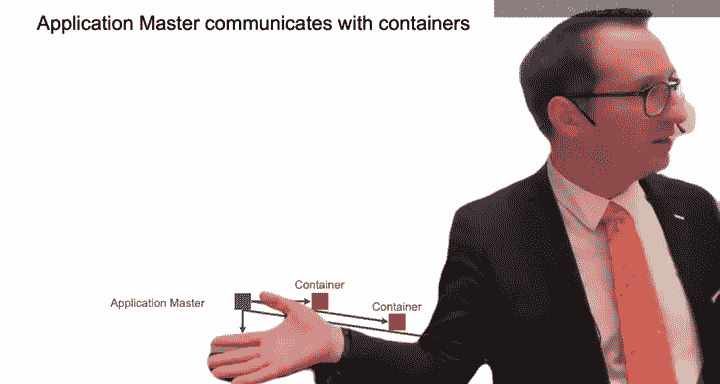 Application Master communicates with containers
Container
Application Master
Container